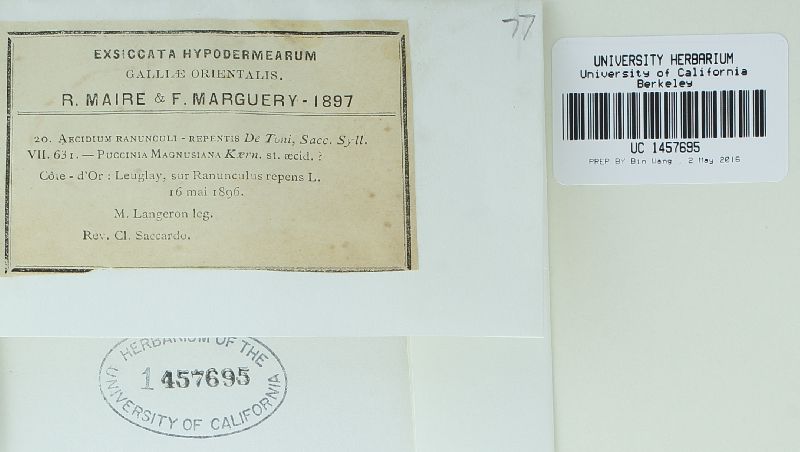 77
EXSICCATA HYPODERMEARUM
GALLIÆ ORIENTALIS.
R. MAIRE & F. MARGUERY - 1897
20. AECIDIUM RANUNCULI - REPENTIS De Toni, Sacc. Syll.
VII. 631. — PUCCINIA MAGNUSIANA Kœrn. st. œcid. ?
Côte - d'Or : Leuglay, sur Ranunculus repens L.
16 mai 1896.
M. Langeron leg.
Rev. Cl. Saccardo.
UNIVERSITY HERBARIUM
University of California
Berkeley
UC 1457695
PREP BY Bin Wang , 2 May 2016
HERBARIUM OF THE
1457695
UNIVERSITY OF CALIFORNIA